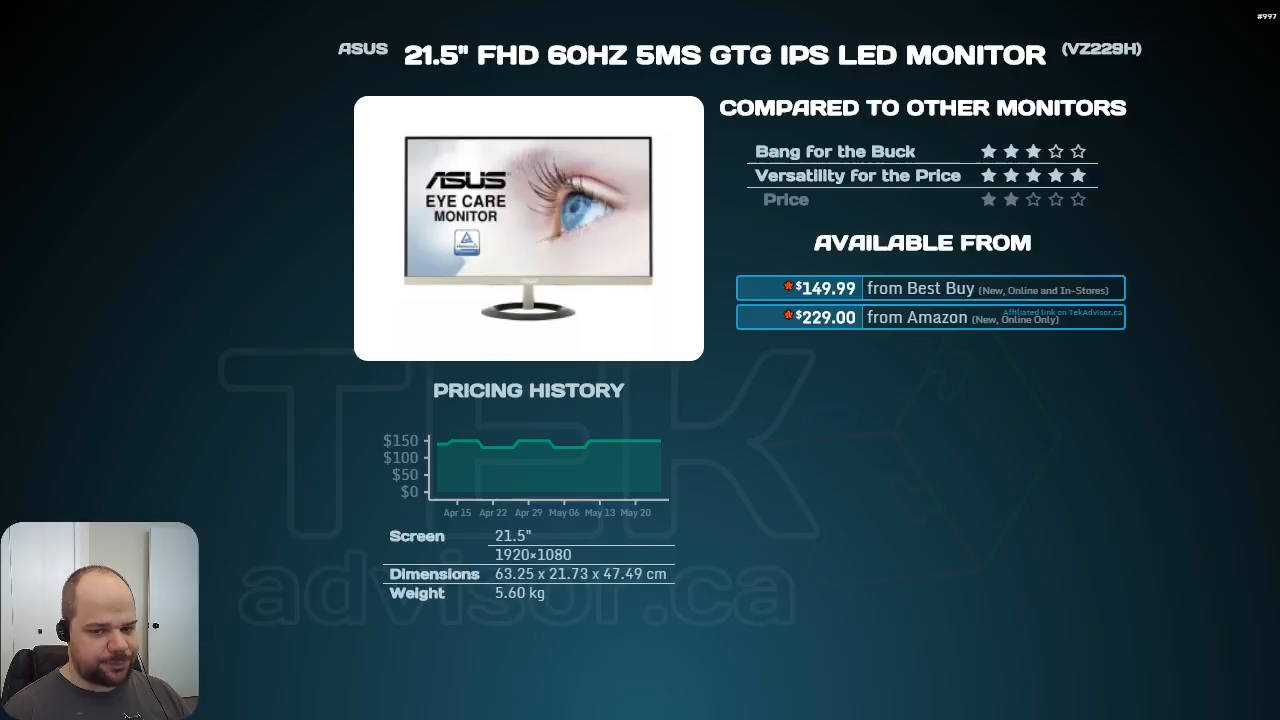 #997
ASUS 21.5" FHD 60HZ 5MS GTG IPS LED MONITOR (VZ229H)
ASUS
EYE CARE
MONITOR
COMPARED TO OTHER MONITORS
Bang for the Buck
Versatility for the Price
Price
AVAILABLE FROM
$149.99 from Best Buy (New, Online and In-Stores)
Affiliated link on TekAdvisor.ca
$229.00 from Amazon (New, Online Only)
PRICING HISTORY
$150
$100
$50
$0
Apr 15 Apr 22 Apr 29 May 06 May 13 May 20
Screen 21.5"
1920×1080
Dimensions 63.25 x 21.73 x 47.49 cm
Weight 5.60 kg
TEK
advisor.ca